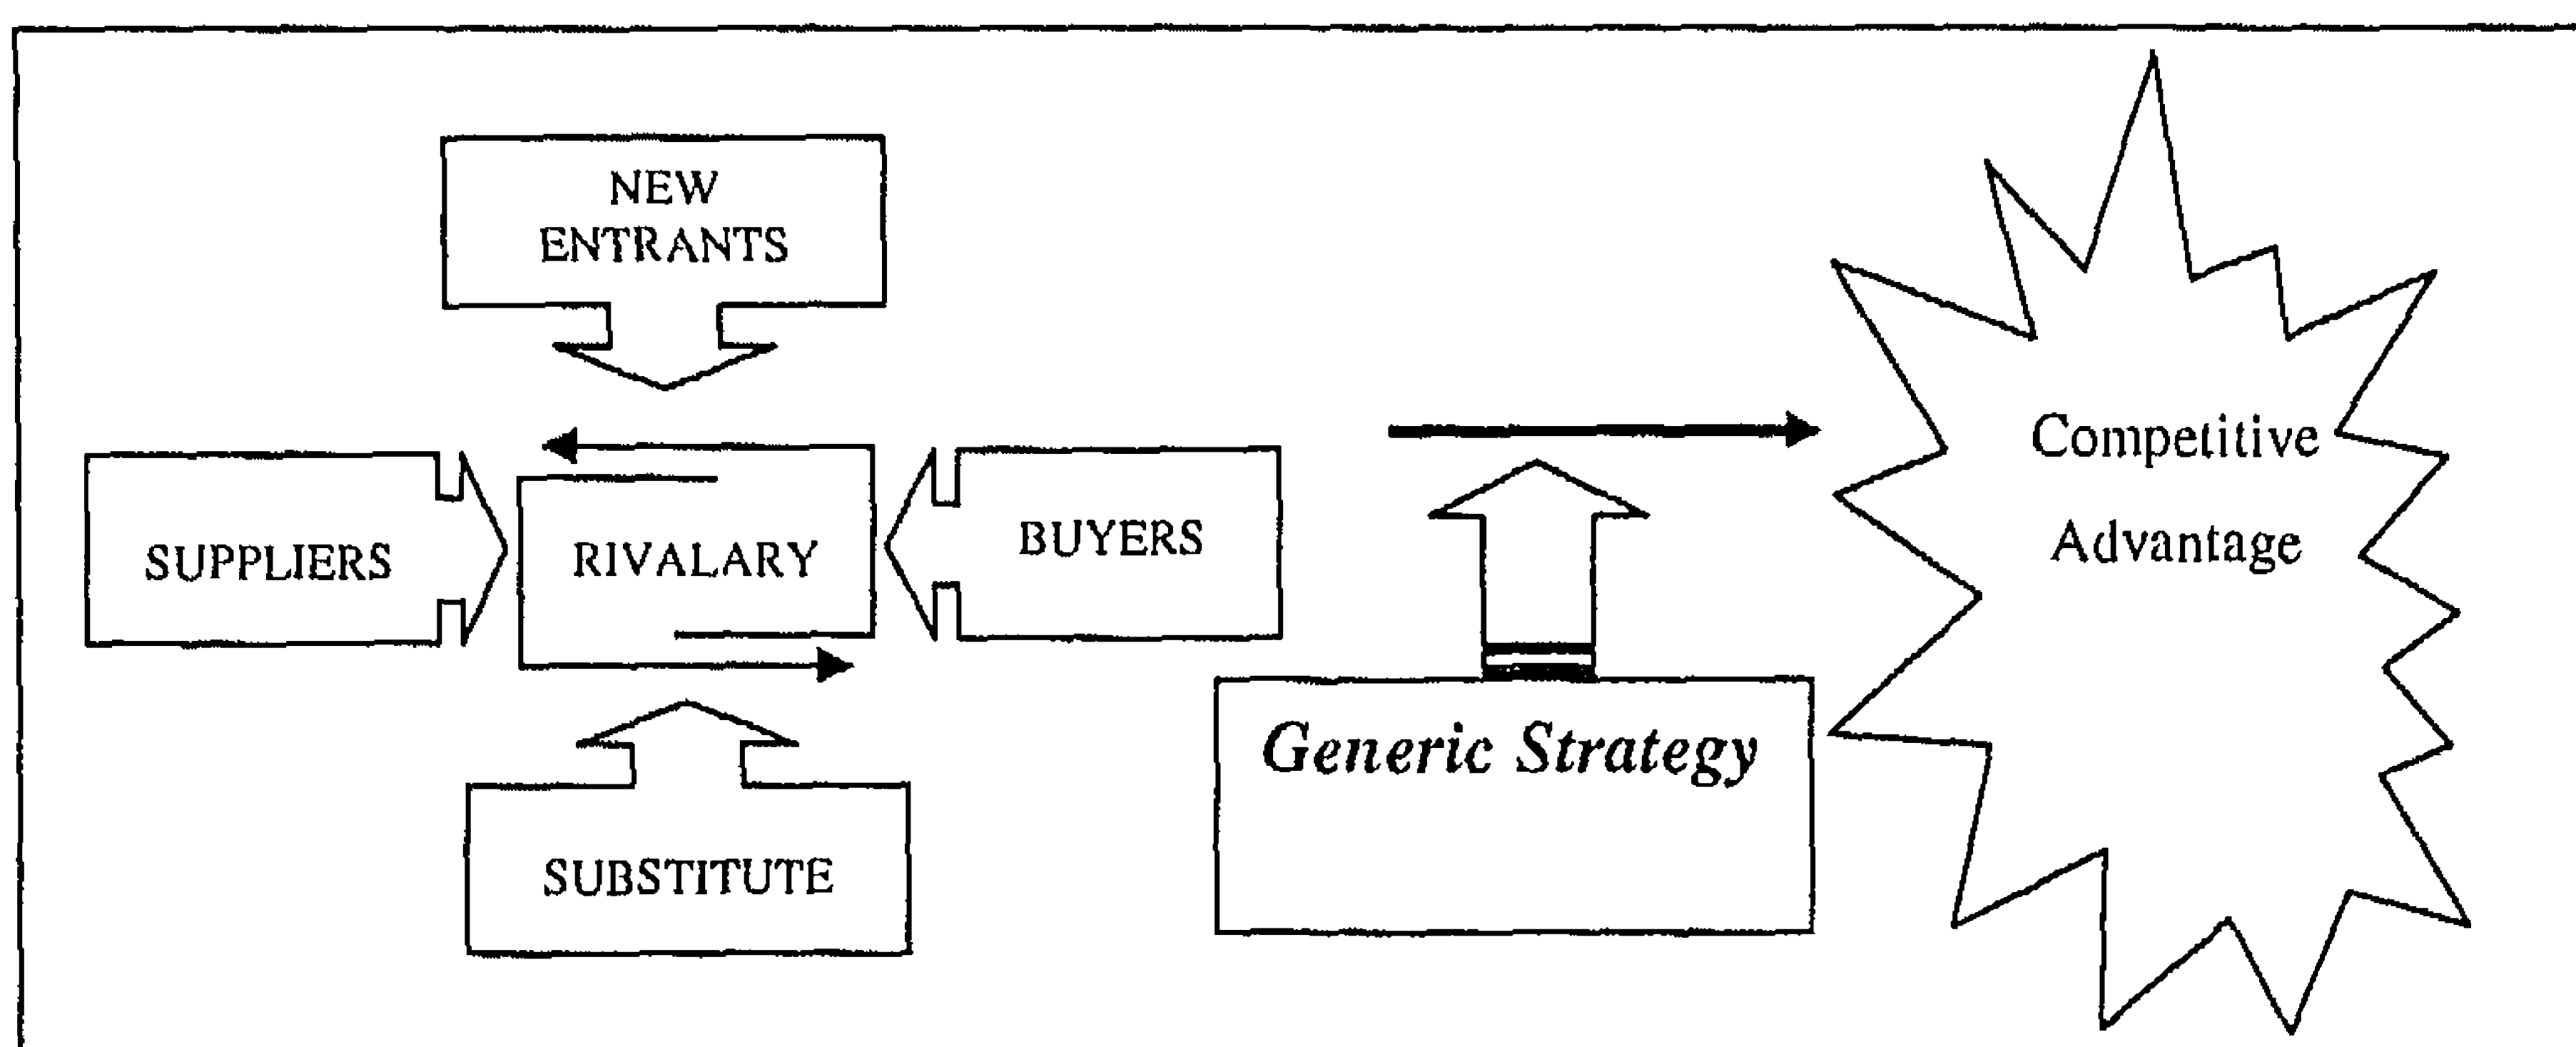 NEW
ENTRANTS
SUPPLIERS
RIVALARY
BUYERS
SUBSTITUTE
Generic Strategy
Competitive
Advantage